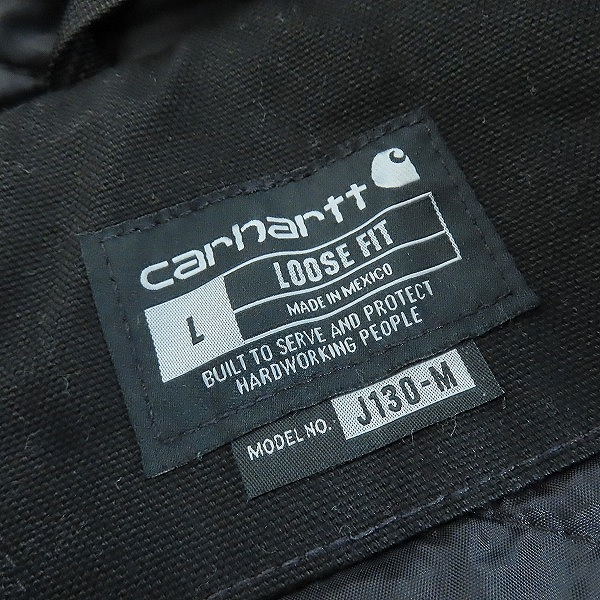 carhartt
L
LOOSE FIT
MADE IN MEXICO
BUILT TO SERVE AND PROTECT
HARDWORKING PEOPLE
MODEL NO. J130-M